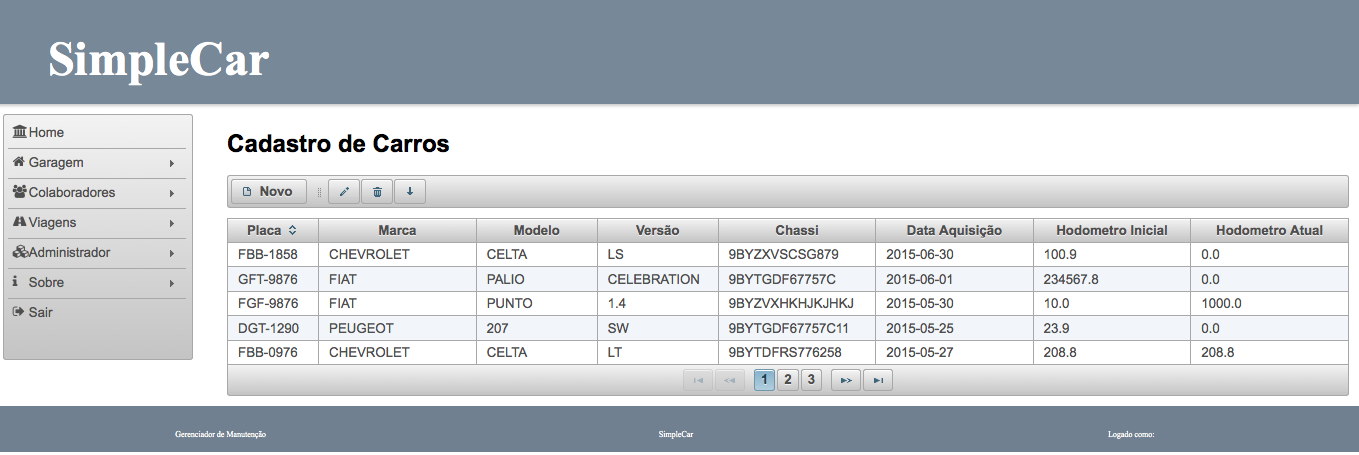 SimpleCar
Home
Garagem
Colaboradores
Viagens
Administrador
Sobre
Sair
Cadastro de Carros
Novo
Placa Marca Modelo Versão Chassi Data Aquisição Hodometro Inicial Hodometro Atual
FBB-1858 CHEVROLET CELTA LS 9BYZXVSCSG879 2015-06-30 100.9 0.0
GFT-9876 FIAT PALIO CELEBRATION 9BYTGDF67757C 2015-06-01 234567.8 0.0
FGF-9876 FIAT PUNTO 1.4 9BYZVXHKHJKJHKJ 2015-05-30 10.0 1000.0
DGT-1290 PEUGEOT 207 SW 9BYTGDF67757C11 2015-05-25 23.9 0.0
FBB-0976 CHEVROLET CELTA LT 9BYTDFRS776258 2015-05-27 208.8 208.8
1 2 3
Gerenciador de Manutenção SimpleCar Logado como: